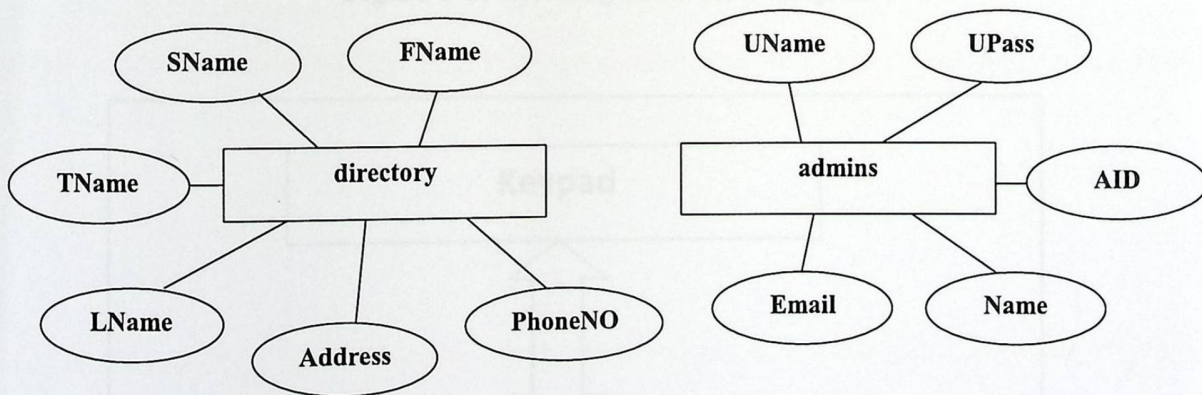 SName
FName
UName
UPass
TName
directory
admins
AID
LName
Address
PhoneNO
Email
Name
Keypad